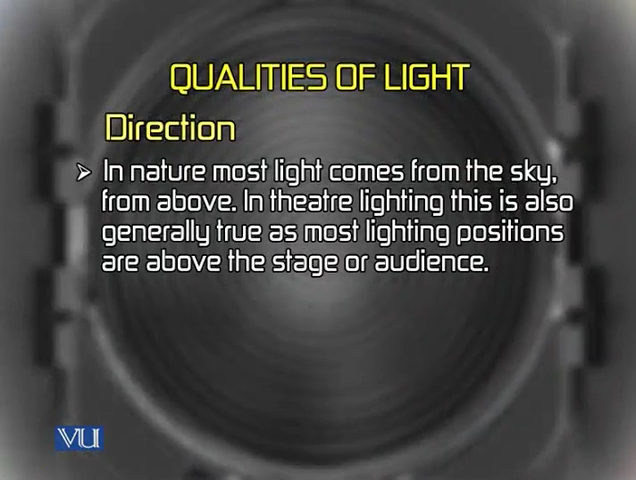 QUALITIES OF LIGHT
Direction
➢ In nature most light comes from the sky,
from above. In theatre lighting this is also
generally true as most lighting positions
are above the stage or audience.
VU